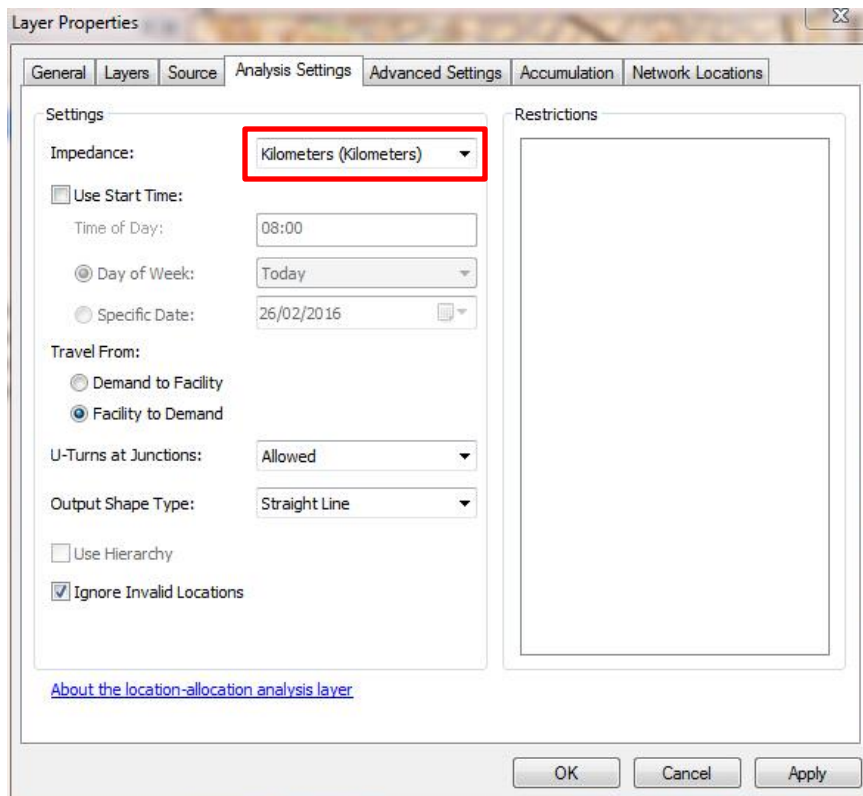 Layer Properties
General Layers Source Analysis Settings Advanced Settings Accumulation Network Locations
Settings
Impedance: Kilometers (Kilometers)
Use Start Time:
Time of Day: 08:00
Day of Week: Today
Specific Date: 26/02/2016
Travel From:
Demand to Facility
Facility to Demand
U-Turns at Junctions: Allowed
Output Shape Type: Straight Line
Use Hierarchy
Ignore Invalid Locations
Restrictions
About the location-allocation analysis layer
OK Cancel Apply